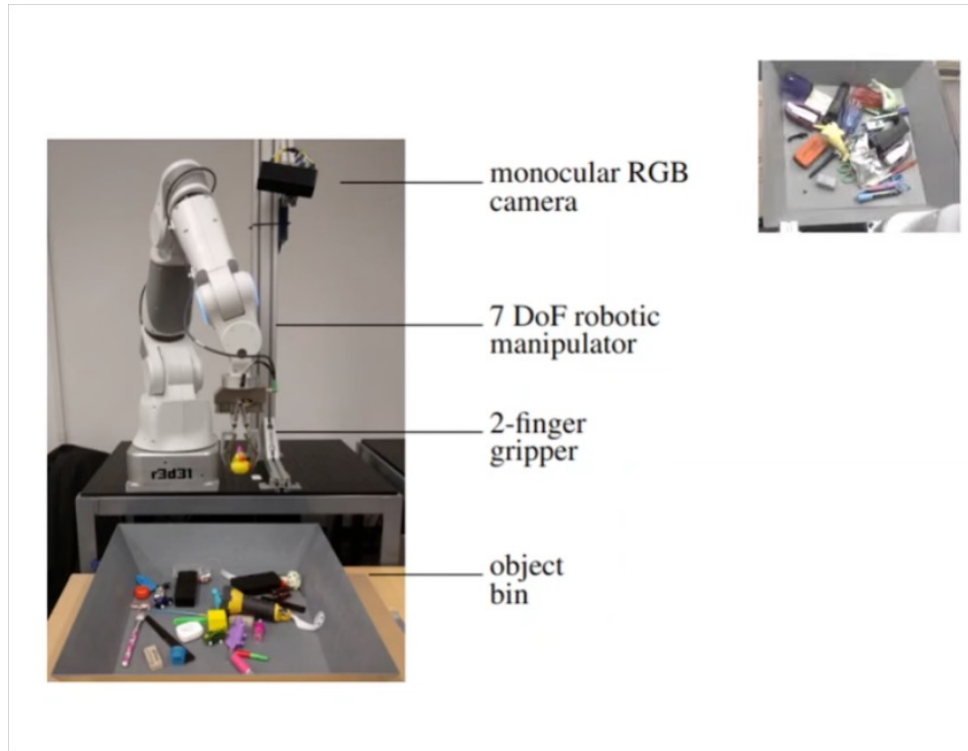 monocular RGB
camera
7 DoF robotic
manipulator
2-finger
gripper
r3d31
object
bin